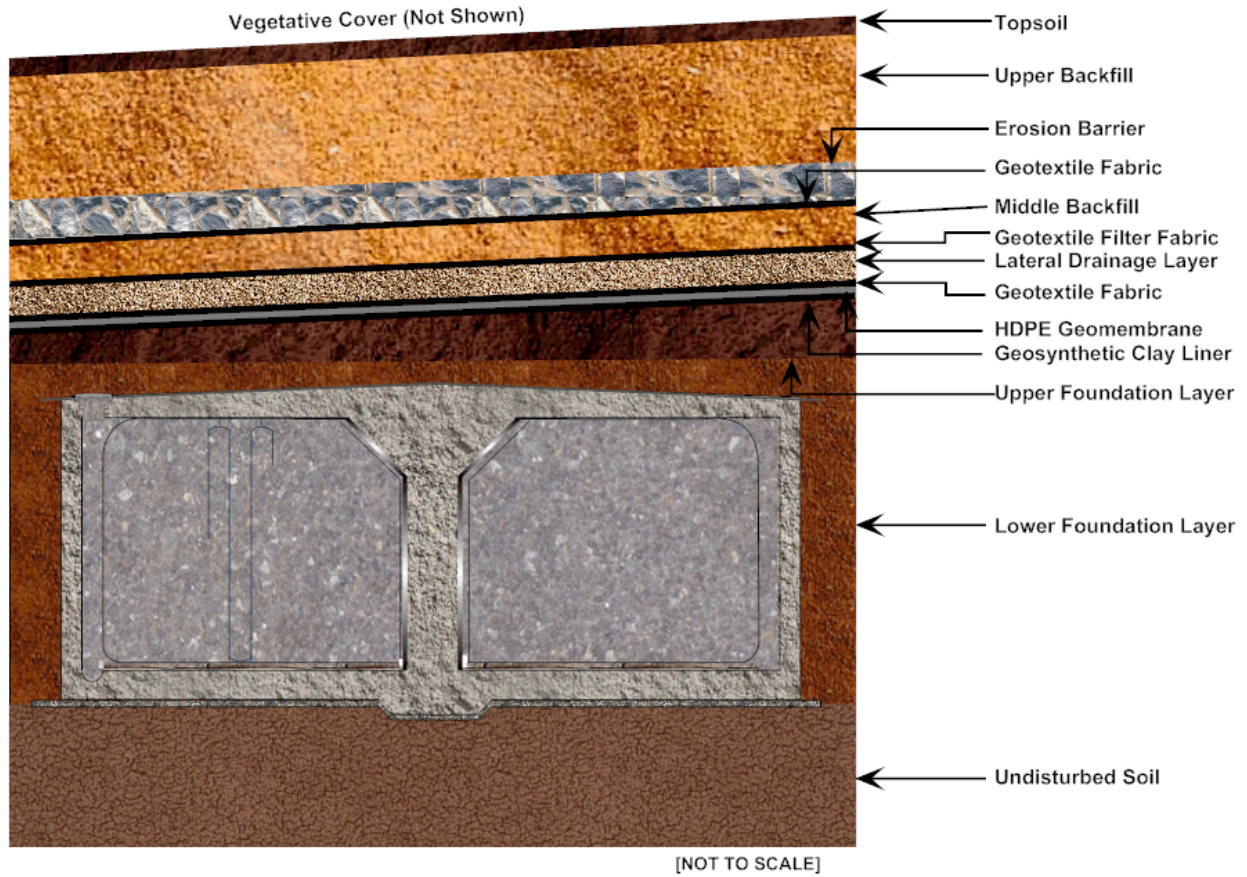 Vegetative Cover (Not Shown)
Topsoil
Upper Backfill
Erosion Barrier
Geotextile Fabric
Middle Backfill
Geotextile Filter Fabric
Lateral Drainage Layer
Geotextile Fabric
HDPE Geomembrane
Geosynthetic Clay Liner
Upper Foundation Layer
Lower Foundation Layer
Undisturbed Soil
[NOT TO SCALE]